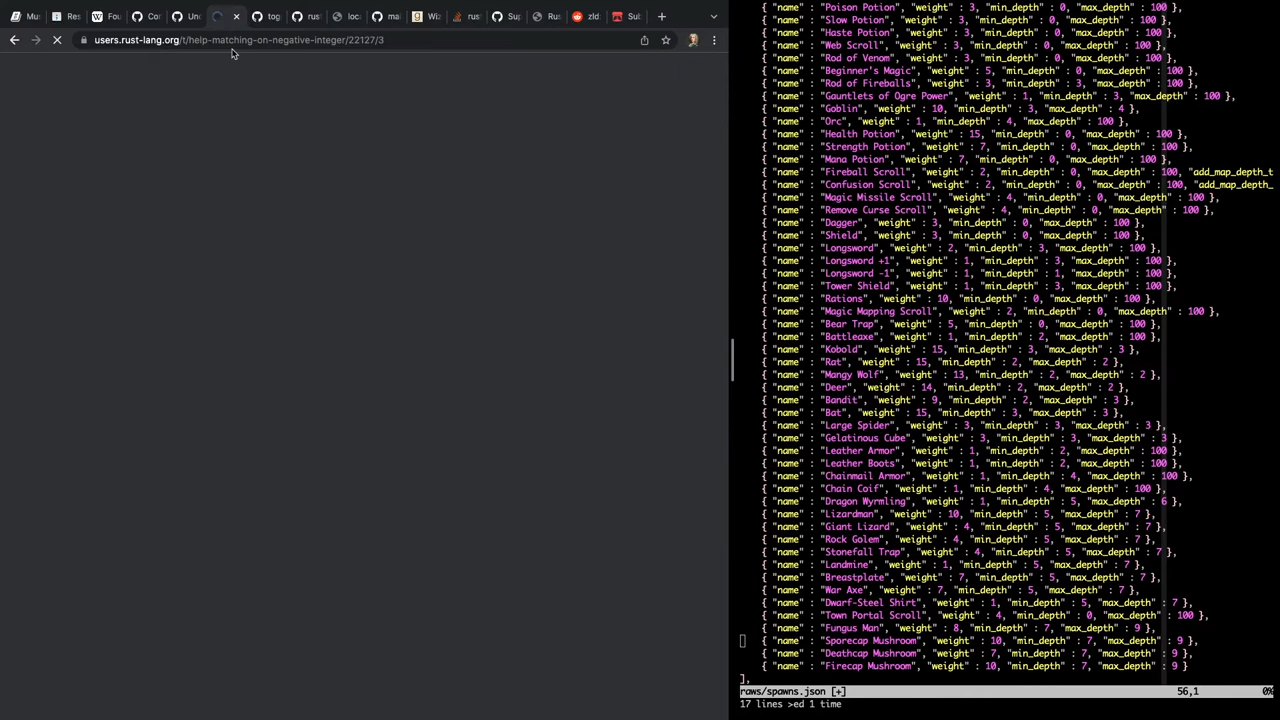 Res
Fou
Cor
Unc
tog
rus
loca
mai
Wiz
rust
Sup
Rus
zld
Sub
users.rust-lang.org/t/help-matching-on-negative-integer/22127/3
{ "name" : "Poison Potion", "weight" : 3, "min_depth" : 0, "max_depth" : 100 },
{ "name" : "Slow Potion", "weight" : 3, "min_depth" : 0, "max_depth" : 100 },
{ "name" : "Haste Potion", "weight" : 3, "min_depth" : 0, "max_depth" : 100 },
{ "name" : "Web Scroll", "weight" : 3, "min_depth" : 0, "max_depth" : 100 },
{ "name" : "Rod of Venom", "weight" : 3, "min_depth" : 0, "max_depth" : 100 },
{ "name" : "Beginner's Magic", "weight" : 5, "min_depth" : 0, "max_depth" : 100 },
{ "name" : "Rod of Fireballs", "weight" : 3, "min_depth" : 3, "max_depth" : 100 },
{ "name" : "Gauntlets of Ogre Power", "weight" : 1, "min_depth" : 3, "max_depth" : 100 },
{ "name" : "Goblin", "weight" : 10, "min_depth" : 3, "max_depth" : 4 },
{ "name" : "Orc", "weight" : 1, "min_depth" : 4, "max_depth" : 100 },
{ "name" : "Health Potion", "weight" : 15, "min_depth" : 0, "max_depth" : 100 },
{ "name" : "Strength Potion", "weight" : 7, "min_depth" : 0, "max_depth" : 100 },
{ "name" : "Mana Potion", "weight" : 7, "min_depth" : 0, "max_depth" : 100 },
{ "name" : "Fireball Scroll", "weight" : 2, "min_depth" : 0, "max_depth" : 100, "add_map_depth_t
{ "name" : "Confusion Scroll", "weight" : 2, "min_depth" : 0, "max_depth" : 100, "add_map_depth_
{ "name" : "Magic Missile Scroll", "weight" : 4, "min_depth" : 0, "max_depth" : 100 },
{ "name" : "Remove Curse Scroll", "weight" : 4, "min_depth" : 0, "max_depth" : 100 },
{ "name" : "Dagger", "weight" : 3, "min_depth" : 0, "max_depth" : 100 },
{ "name" : "Shield", "weight" : 3, "min_depth" : 0, "max_depth" : 100 },
{ "name" : "Longsword", "weight" : 2, "min_depth" : 3, "max_depth" : 100 },
{ "name" : "Longsword +1", "weight" : 1, "min_depth" : 3, "max_depth" : 100 },
{ "name" : "Longsword -1", "weight" : 1, "min_depth" : 1, "max_depth" : 100 },
{ "name" : "Tower Shield", "weight" : 1, "min_depth" : 3, "max_depth" : 100 },
{ "name" : "Rations", "weight" : 10, "min_depth" : 0, "max_depth" : 100 },
{ "name" : "Magic Mapping Scroll", "weight" : 2, "min_depth" : 0, "max_depth" : 100 },
{ "name" : "Bear Trap", "weight" : 5, "min_depth" : 0, "max_depth" : 100 },
{ "name" : "Battleaxe", "weight" : 1, "min_depth" : 2, "max_depth" : 100 },
{ "name" : "Kobold", "weight" : 15, "min_depth" : 3, "max_depth" : 3 },
{ "name" : "Rat", "weight" : 15, "min_depth" : 2, "max_depth" : 2 },
{ "name" : "Mangy Wolf", "weight" : 13, "min_depth" : 2, "max_depth" : 2 },
{ "name" : "Deer", "weight" : 14, "min_depth" : 2, "max_depth" : 2 },
{ "name" : "Bandit", "weight" : 9, "min_depth" : 2, "max_depth" : 3 },
{ "name" : "Bat", "weight" : 15, "min_depth" : 3, "max_depth" : 3 },
{ "name" : "Large Spider", "weight" : 3, "min_depth" : 3, "max_depth" : 3 },
{ "name" : "Gelatinous Cube", "weight" : 3, "min_depth" : 3, "max_depth" : 3 },
{ "name" : "Leather Armor", "weight" : 1, "min_depth" : 2, "max_depth" : 100 },
{ "name" : "Leather Boots", "weight" : 1, "min_depth" : 2, "max_depth" : 100 },
{ "name" : "Chainmail Armor", "weight" : 1, "min_depth" : 4, "max_depth" : 100 },
{ "name" : "Chain Coif", "weight" : 1, "min_depth" : 4, "max_depth" : 100 },
{ "name" : "Dragon Wyrmling", "weight" : 1, "min_depth" : 5, "max_depth" : 6 },
{ "name" : "Lizardman", "weight" : 10, "min_depth" : 5, "max_depth" : 7 },
{ "name" : "Giant Lizard", "weight" : 4, "min_depth" : 5, "max_depth" : 7 },
{ "name" : "Rock Golem", "weight" : 4, "min_depth" : 5, "max_depth" : 7 },
{ "name" : "Stonefall Trap", "weight" : 4, "min_depth" : 5, "max_depth" : 7 },
{ "name" : "Landmine", "weight" : 1, "min_depth" : 5, "max_depth" : 7 },
{ "name" : "Breastplate", "weight" : 7, "min_depth" : 5, "max_depth" : 7 },
{ "name" : "War Axe", "weight" : 7, "min_depth" : 5, "max_depth" : 7 },
{ "name" : "Dwarf-Steel Shirt", "weight" : 1, "min_depth" : 5, "max_depth" : 7 },
{ "name" : "Town Portal Scroll", "weight" : 4, "min_depth" : 0, "max_depth" : 100 },
{ "name" : "Fungus Man", "weight" : 8, "min_depth" : 7, "max_depth" : 9 },
{ "name" : "Sporecap Mushroom", "weight" : 10, "min_depth" : 7, "max_depth" : 9 },
{ "name" : "Deathcap Mushroom", "weight" : 7, "min_depth" : 7, "max_depth" : 9 },
{ "name" : "Firecap Mushroom", "weight" : 10, "min_depth" : 7, "max_depth" : 9 }
],
raws/spawns.json [+] 56,1 0%
17 lines >ed 1 time